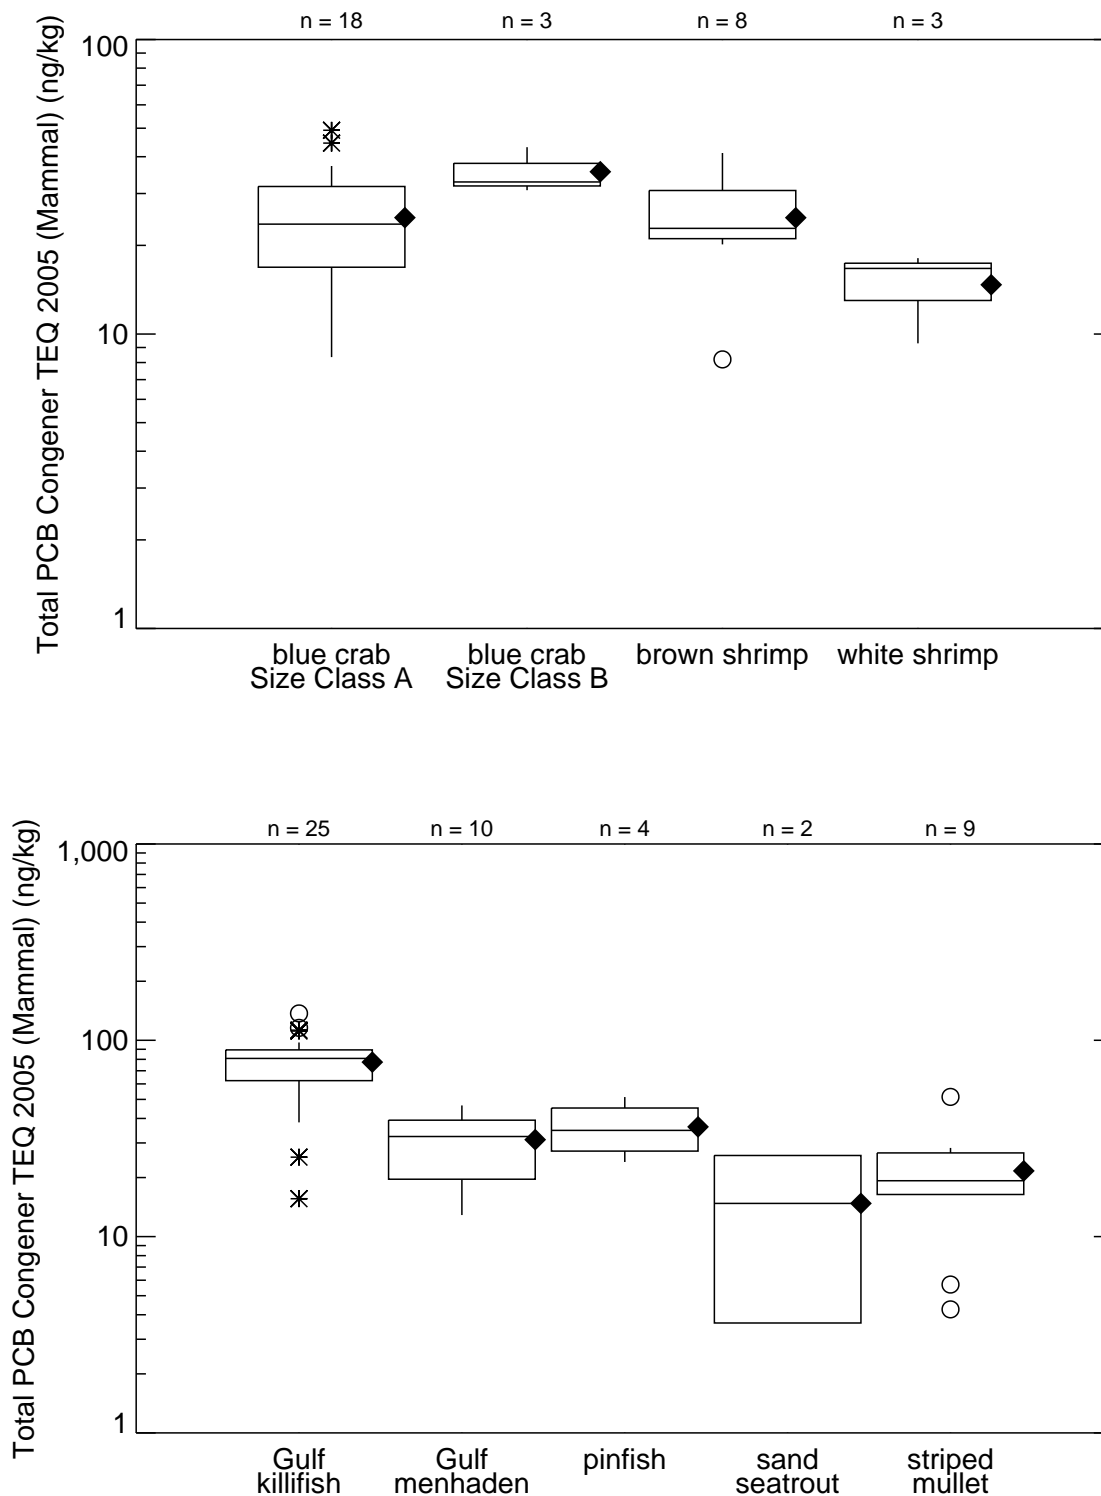 n = 18 n = 3 n = 8 n = 3
100
10
1
Total PCB Congener TEQ 2005 (Mammal) (ng/kg)
blue crab blue crab brown shrimp white shrimp
Size Class A Size Class B
n = 25 n = 10 n = 4 n = 2 n = 9
1,000
100
10
1
Total PCB Congener TEQ 2005 (Mammal) (ng/kg)
Gulf Gulf pinfish sand striped
killifish menhaden seatrout mullet